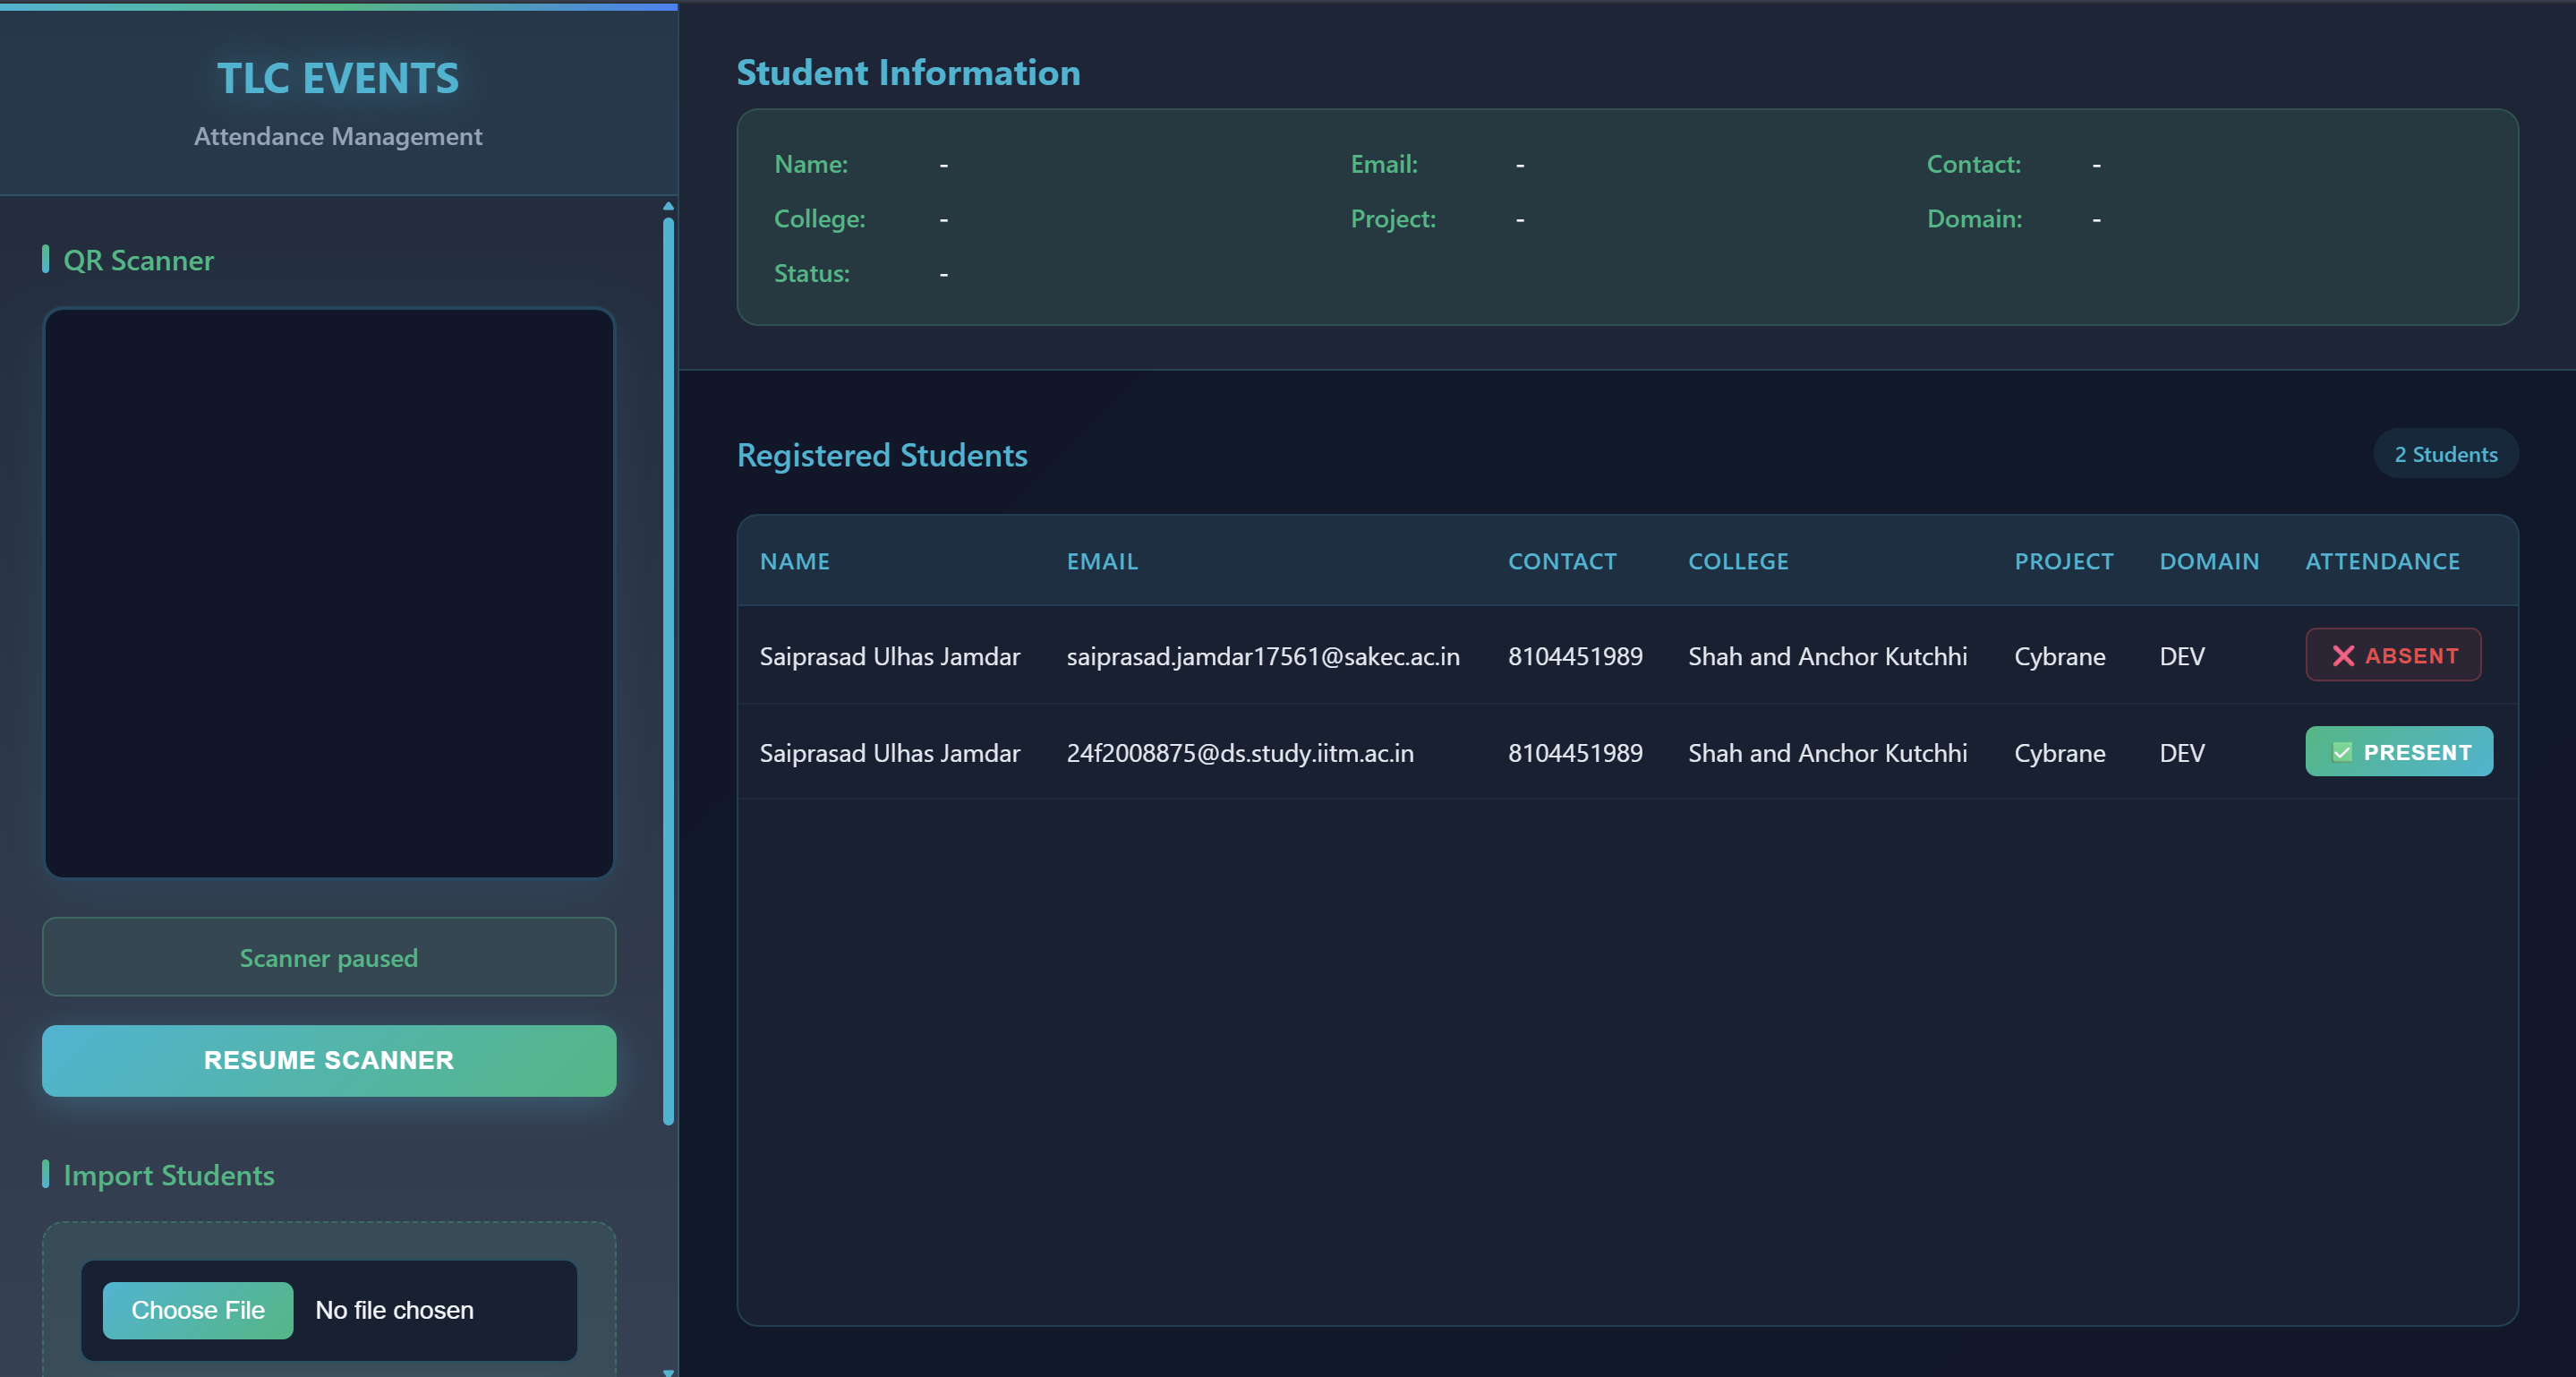 TLC EVENTS
Attendance Management
QR Scanner
Scanner paused
RESUME SCANNER
Import Students
Choose File No file chosen
Student Information
Name: - Email: - Contact: -
College: - Project: - Domain: -
Status: -
Registered Students
2 Students
NAME EMAIL CONTACT COLLEGE PROJECT DOMAIN ATTENDANCE
Saiprasad Ulhas Jamdar saiprasad.jamdar17561@sakec.ac.in 8104451989 Shah and Anchor Kutchhi Cybrane DEV ❌ ABSENT
Saiprasad Ulhas Jamdar 24f2008875@ds.study.iitm.ac.in 8104451989 Shah and Anchor Kutchhi Cybrane DEV ✅ PRESENT